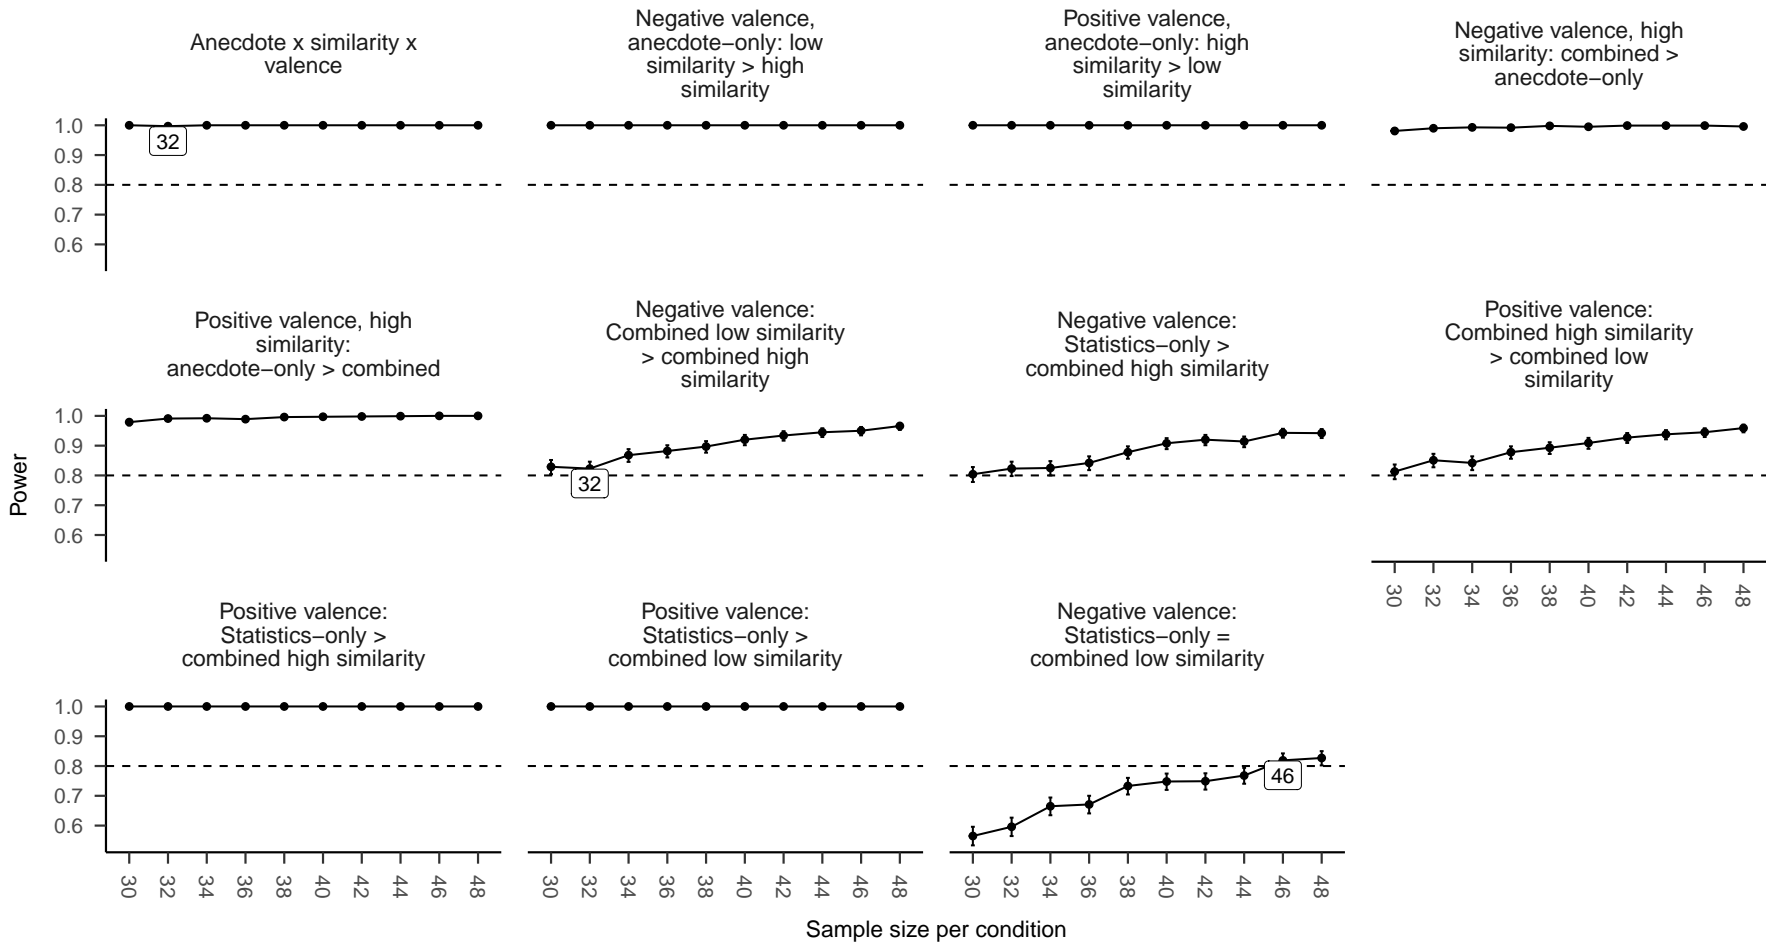 Anecdote x similarity x
valence
Negative valence,
anecdote−only: low
similarity > high
similarity
Positive valence,
anecdote−only: high
similarity > low
similarity
Negative valence, high
similarity: combined >
anecdote−only
1.0
0.9
0.8
0.7
0.6
32
Positive valence, high
similarity:
anecdote−only > combined
Negative valence:
Combined low similarity
> combined high
similarity
Negative valence:
Statistics−only >
combined high similarity
Positive valence:
Combined high similarity
> combined low
similarity
Power
1.0
0.9
0.8
0.7
0.6
32
30 32 34 36 38 40 42 44 46 48
Positive valence:
Statistics−only >
combined high similarity
Positive valence:
Statistics−only >
combined low similarity
Negative valence:
Statistics−only =
combined low similarity
1.0
0.9
0.8
0.7
0.6
46
30 32 34 36 38 40 42 44 46 48
30 32 34 36 38 40 42 44 46 48
30 32 34 36 38 40 42 44 46 48
Sample size per condition